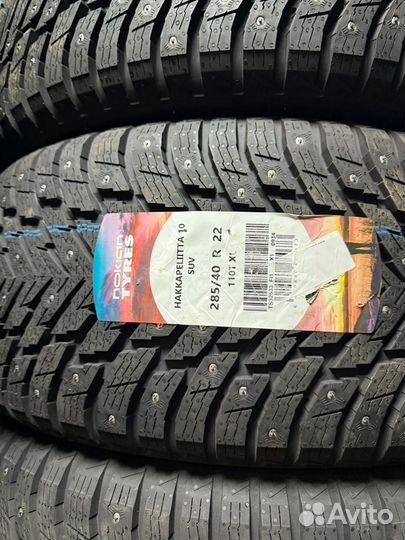 nokian
TYRES
HAKKAPELIITTA 10
SUV
285/40 R 22
110T XL
Avito